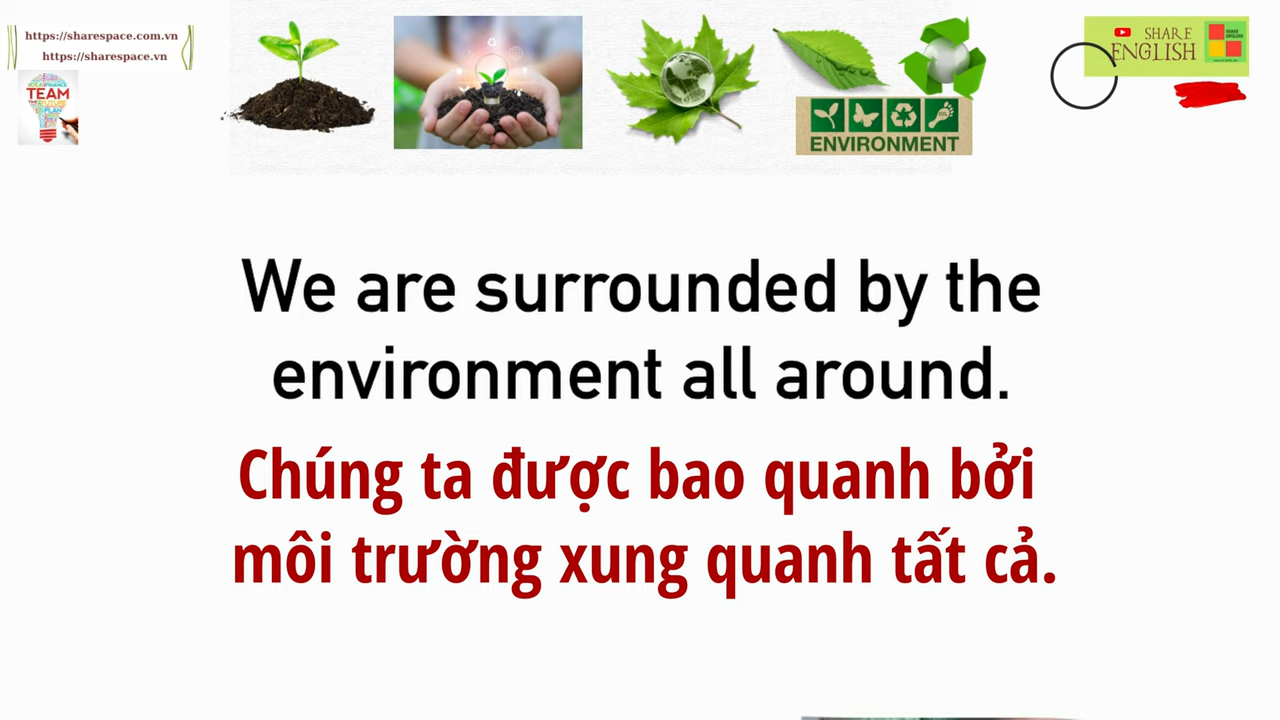 https://sharespace.com.vn
https://sharespace.vn
TEAM
PLAN
ENVIRONMENT
SHARE
ENGLISH
We are surrounded by the
environment all around.
Chúng ta được bao quanh bởi
môi trường xung quanh tất cả.